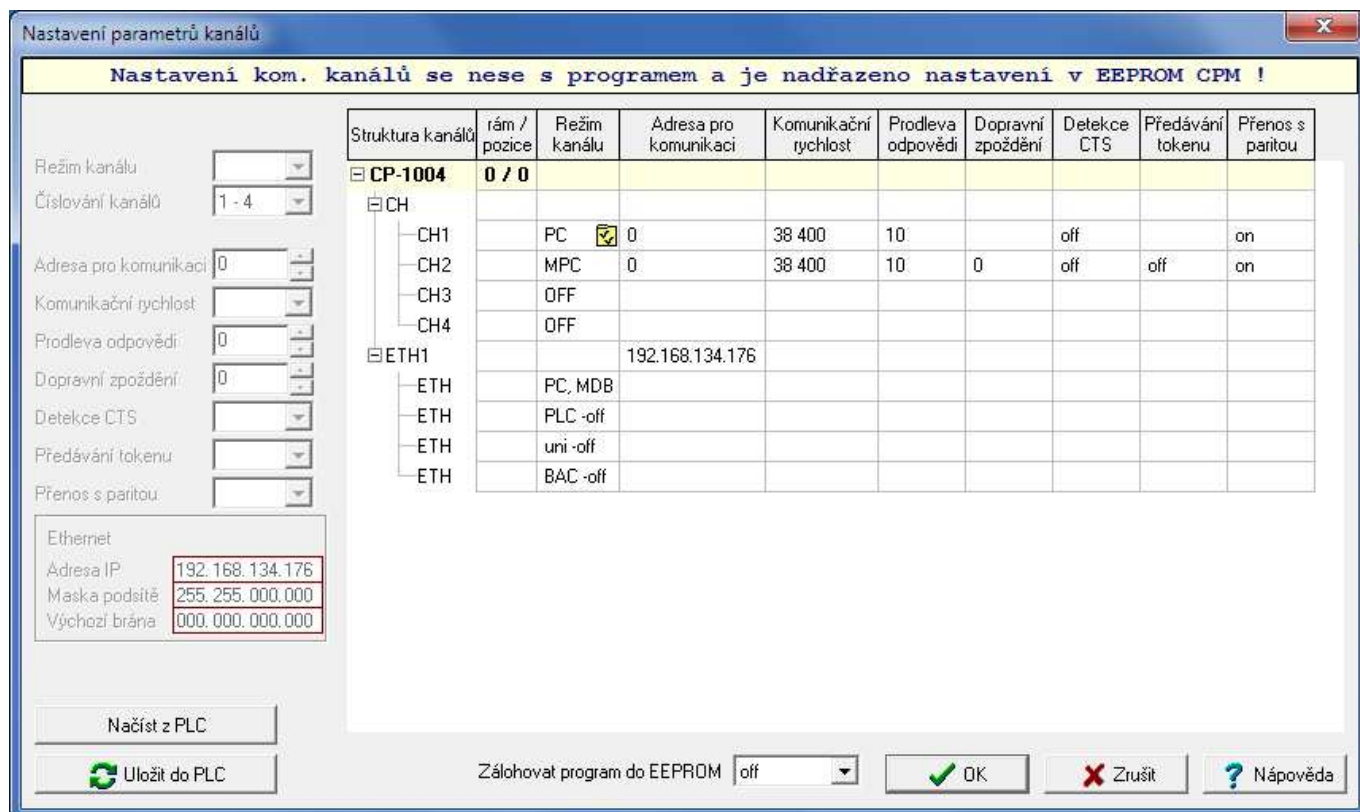 Nastavení parametrů kanálů
Nastavení kom. kanálů se nese s programem a je nadřazeno nastavení v EEPROM CPM !
Režim kanálu
Číslování kanálů 1 - 4
Adresa pro komunikaci 0
Komunikační rychlost
Prodleva odpovědi 0
Dopravní zpoždění 0
Detekce CTS
Předávání tokenu
Přenos s paritou
Ethernet
Adresa IP 192.168.134.176
Maska podsítě 255.255.000.000
Výchozí brána 000.000.000.000
Načíst z PLC
Uložit do PLC
Struktura kanálů rám / pozice Režim kanálu Adresa pro komunikaci Komunikační rychlost Prodleva odpovědi Dopravní zpoždění Detekce CTS Předávání tokenu Přenos s paritou
CP-1004 0 / 0
CH
CH1 PC 0 38 400 10 off on
CH2 MPC 0 38 400 10 0 off off on
CH3 OFF
CH4 OFF
ETH1 192.168.134.176
ETH PC, MDB
ETH PLC -off
ETH uni -off
ETH BAC -off
Zálohovat program do EEPROM off OK Zrušit Nápověda